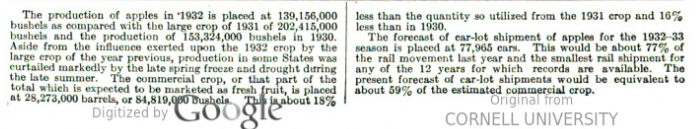 The production of apples in 1932 is placed at 139,156,000
bushels as compared with the large crop of 1931 of 202,415,000
bushels and the production of 153,324,000 bushels in 1930.
Aside from the influence exerted upon the 1932 crop by the
large crop of the year previous, production in some States was
curtailed markedly by the late spring freeze and drought during
the late summer. The commercial crop, or that part of the
total which is expected to be marketed as fresh fruit, is placed
at 28,273,000 barrels, or 84,819,000 bushels. This is about 18%
less than the quantity so utilized from the 1931 crop and 16%
less than in 1930.
The forecast of car-lot shipment of apples for the 1932-33
season is placed at 77,965 cars. This would be about 77% of
the rail movement last year and the smallest rail shipment for
any of the 12 years for which records are available. The
present forecast of car-lot shipments would be equivalent to
about 59% of the estimated commercial crop.
Digitized by Google
Original from
CORNELL UNIVERSITY